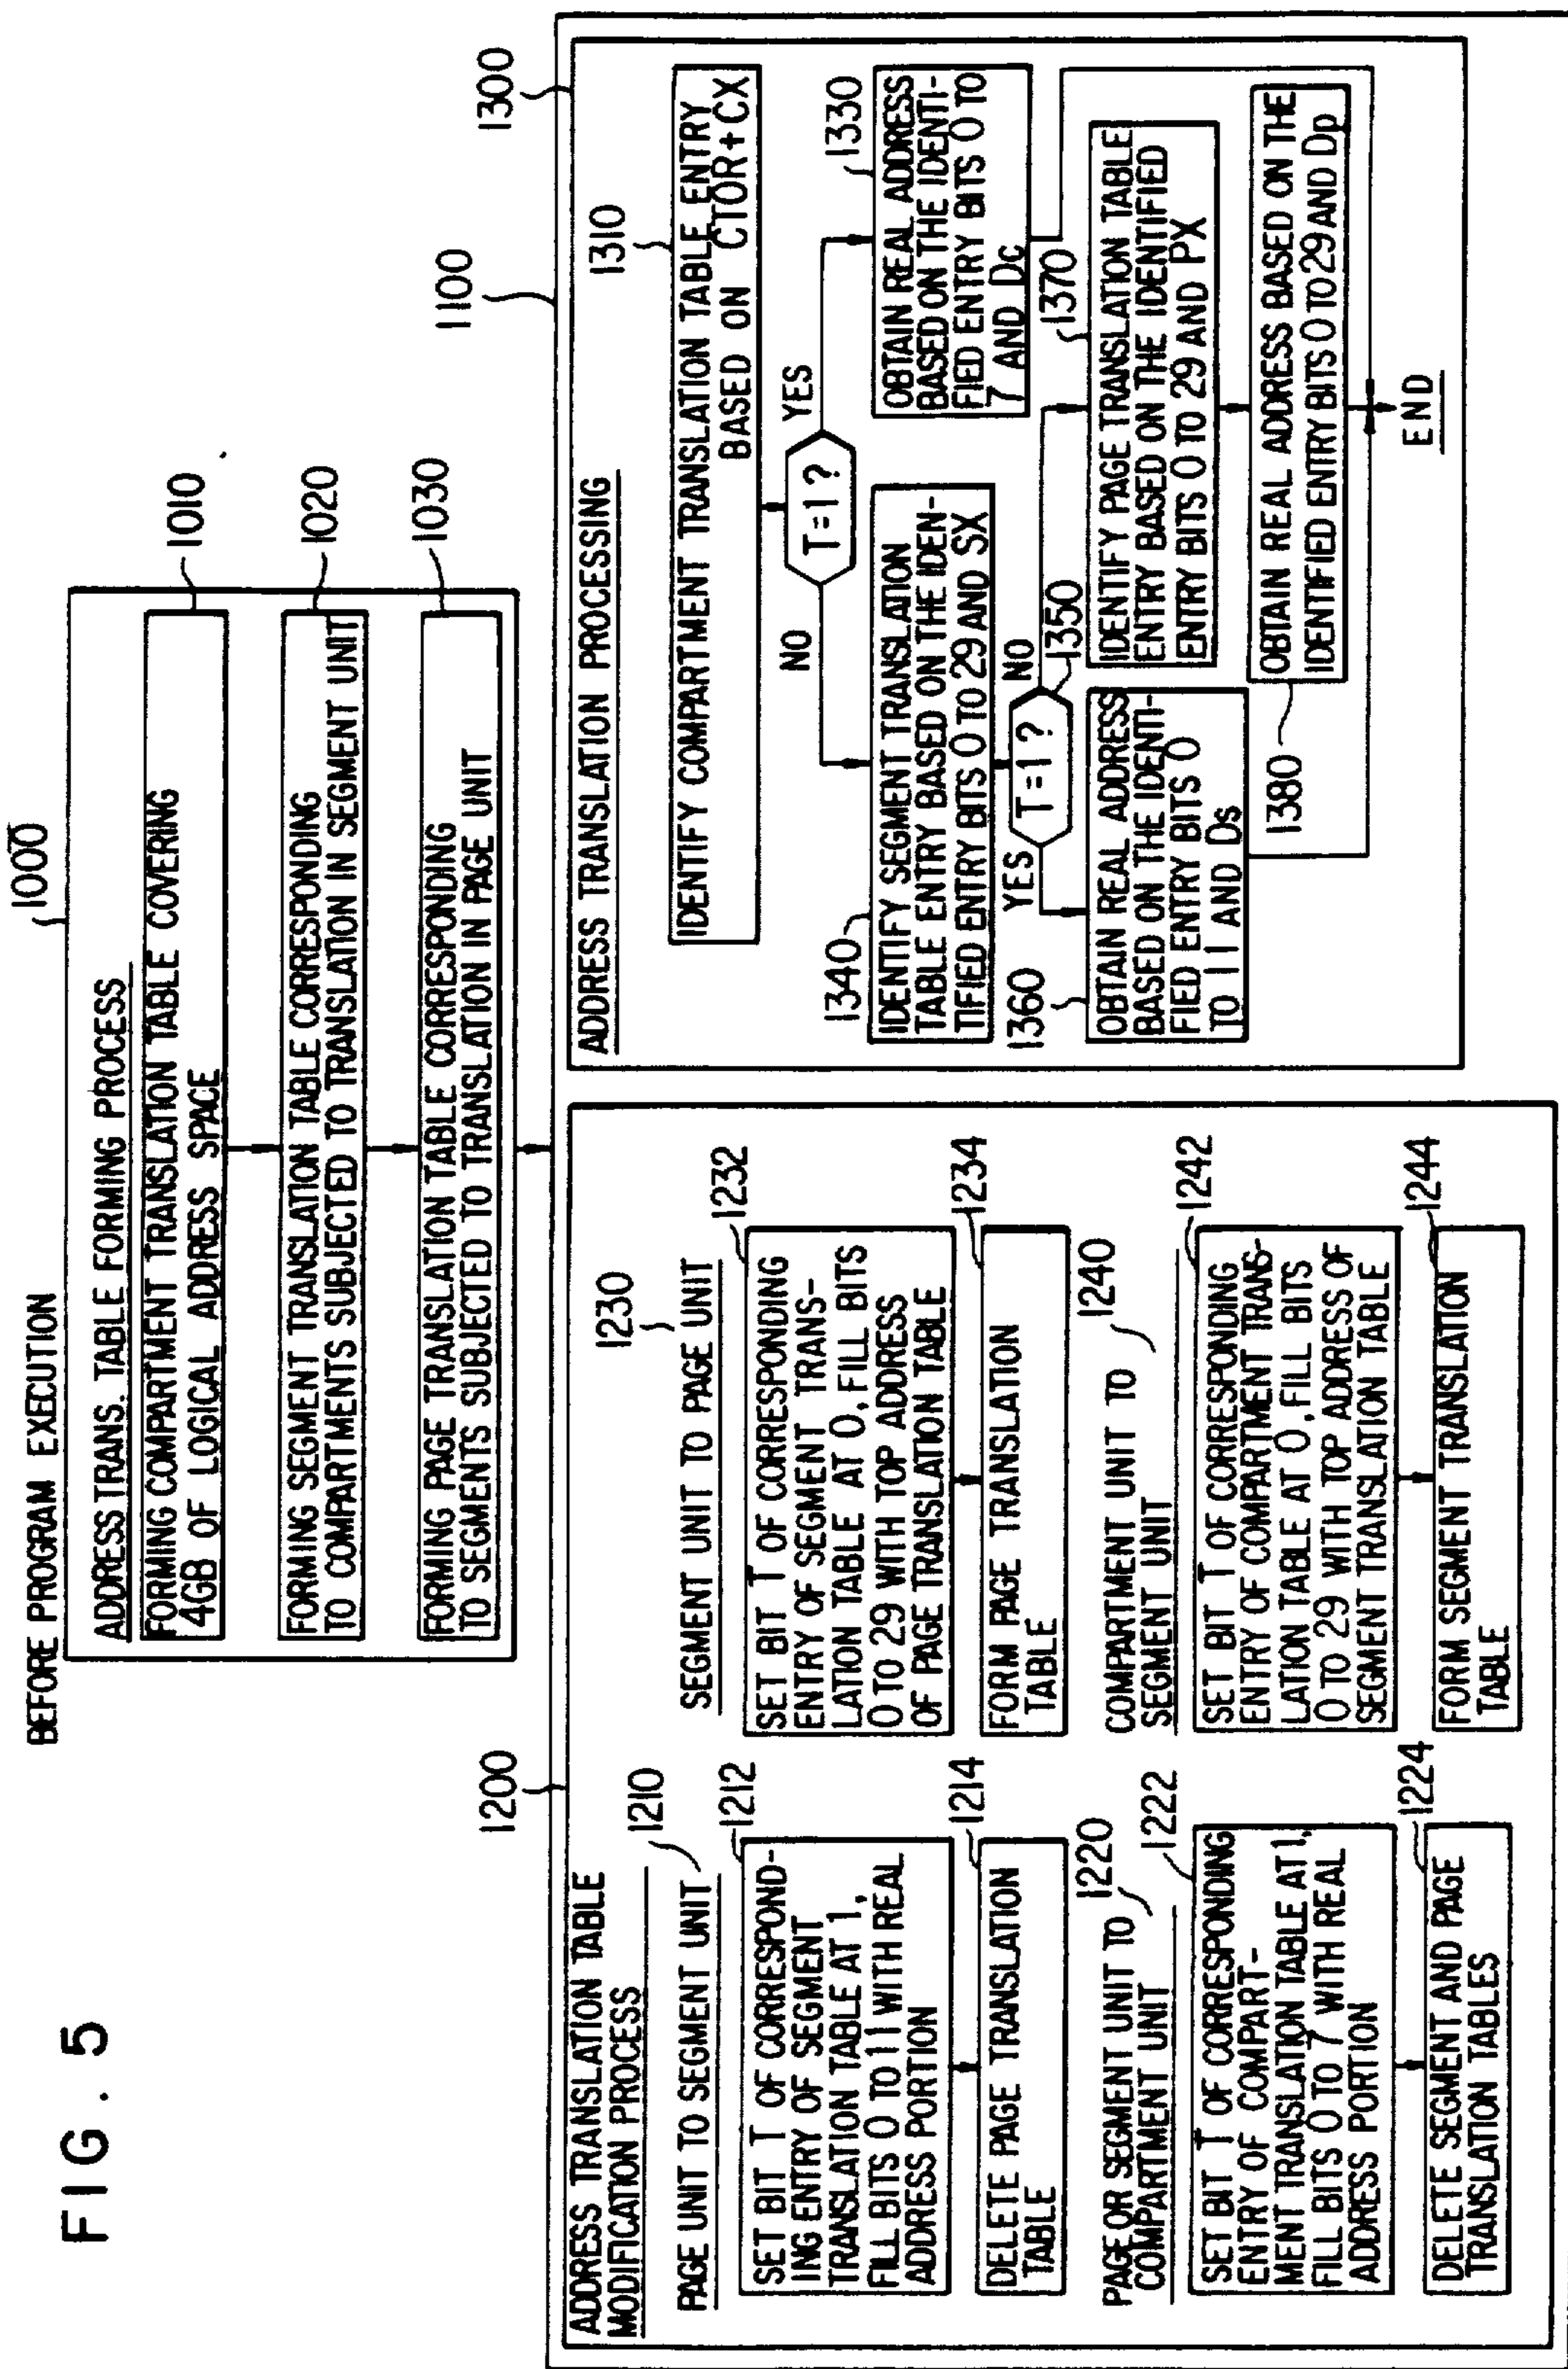 FIG. 5
BEFORE PROGRAM EXECUTION
1000
ADDRESS TRANS. TABLE FORMING PROCESS
FORMING COMPARTMENT TRANSLATION TABLE COVERING
4GB OF LOGICAL ADDRESS SPACE
1010
FORMING SEGMENT TRANSLATION TABLE CORRESPONDING
TO COMPARTMENTS SUBJECTED TO TRANSLATION IN SEGMENT UNIT
1020
FORMING PAGE TRANSLATION TABLE CORRESPONDING
TO SEGMENTS SUBJECTED TO TRANSLATION IN PAGE UNIT
1030
1100
1200
ADDRESS TRANSLATION TABLE
MODIFICATION PROCESS
PAGE UNIT TO SEGMENT UNIT
1210
SET BIT T OF CORRESPOND-
ING ENTRY OF SEGMENT
TRANSLATION TABLE AT 1,
FILL BITS 0 TO 11 WITH REAL
ADDRESS PORTION
1212
DELETE PAGE TRANSLATION
TABLE
1214
PAGE OR SEGMENT UNIT TO
COMPARTMENT UNIT
1220
SET BIT T OF CORRESPONDING
ENTRY OF COMPART-
MENT TRANSLATION TABLE AT 1,
FILL BITS 0 TO 7 WITH REAL
ADDRESS PORTION
1222
DELETE SEGMENT AND PAGE
TRANSLATION TABLES
1224
SEGMENT UNIT TO PAGE UNIT
1230
SET BIT T OF CORRESPONDING
ENTRY OF SEGMENT TRANS-
LATION TABLE AT 0, FILL BITS
0 TO 29 WITH TOP ADDRESS
OF PAGE TRANSLATION TABLE
1232
FORM PAGE TRANSLATION
TABLE
1234
COMPARTMENT UNIT TO
SEGMENT UNIT
1240
SET BIT T OF CORRESPONDING
ENTRY OF COMPARTMENT TRANS-
LATION TABLE AT 0, FILL BITS
0 TO 29 WITH TOP ADDRESS OF
SEGMENT TRANSLATION TABLE
1242
FORM SEGMENT TRANSLATION
TABLE
1244
1300
ADDRESS TRANSLATION PROCESSING
1310
IDENTIFY COMPARTMENT TRANSLATION TABLE ENTRY
BASED ON CTOR+CX
T=1 ?
NO
YES
1330
OBTAIN REAL ADDRESS
BASED ON THE IDENTI-
FIED ENTRY BITS 0 TO
7 AND Dc
1340
IDENTIFY SEGMENT TRANSLATION
TABLE ENTRY BASED ON THE IDEN-
TIFIED ENTRY BITS 0 TO 29 AND SX
T=1 ?
YES
NO
1350
1360
OBTAIN REAL ADDRESS
BASED ON THE IDENTI-
FIED ENTRY BITS 0
TO 11 AND Ds
1370
IDENTIFY PAGE TRANSLATION TABLE
ENTRY BASED ON THE IDENTIFIED
ENTRY BITS 0 TO 29 AND PX
1380
OBTAIN REAL ADDRESS BASED ON THE
IDENTIFIED ENTRY BITS 0 TO 29 AND Dp
END